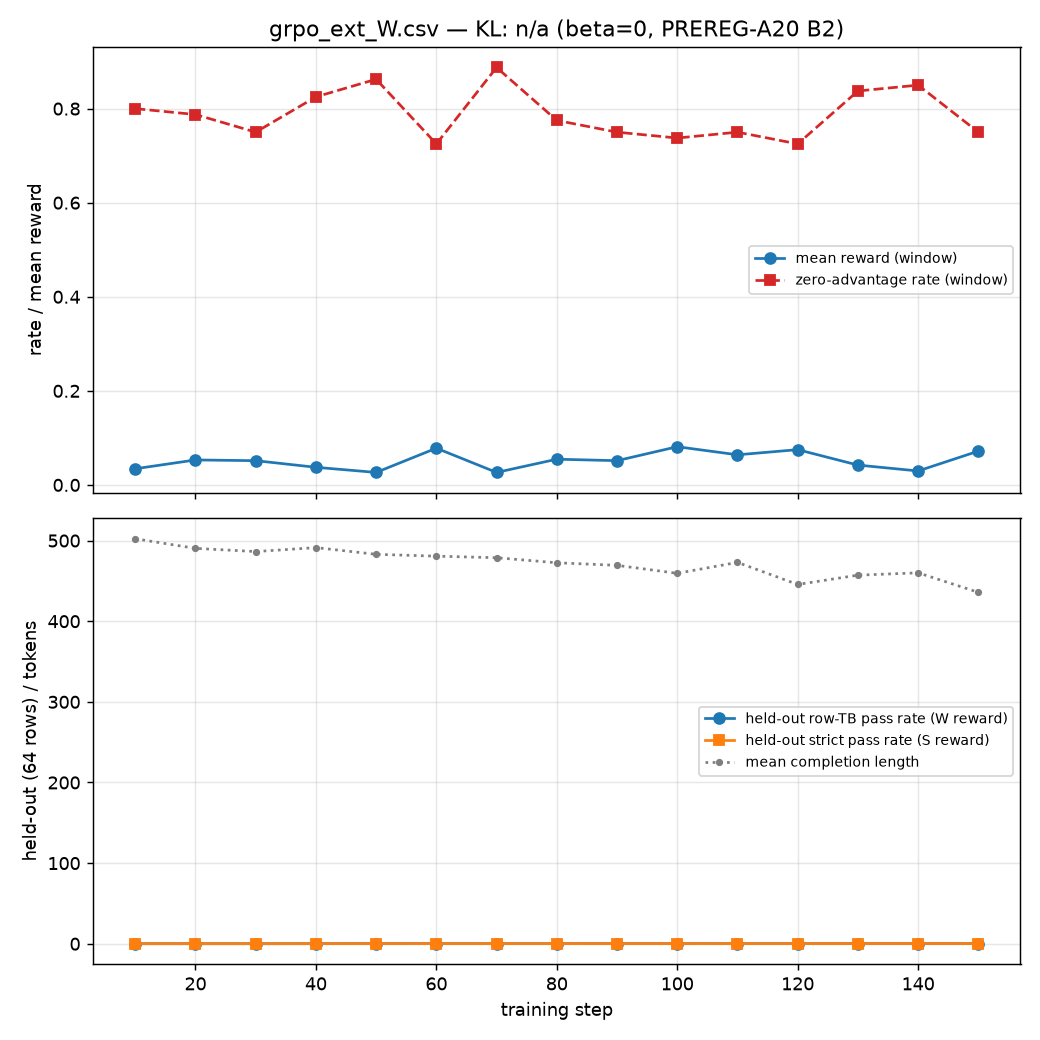 grpo_ext_W.csv — KL: n/a (beta=0, PREREG-A20 B2)
rate / mean reward
0.8
0.6
0.4
0.2
0.0
mean reward (window)
zero-advantage rate (window)
held-out (64 rows) / tokens
500
400
300
200
100
0
held-out row-TB pass rate (W reward)
held-out strict pass rate (S reward)
mean completion length
20 40 60 80 100 120 140
training step